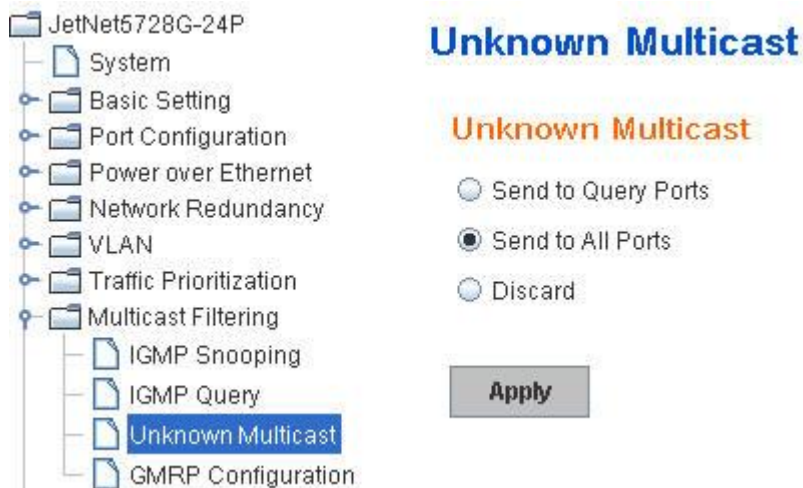 JetNet5728G-24P
System
Basic Setting
Port Configuration
Power over Ethernet
Network Redundancy
VLAN
Traffic Prioritization
Multicast Filtering
IGMP Snooping
IGMP Query
Unknown Multicast
GMRP Configuration
Unknown Multicast
Unknown Multicast
Send to Query Ports
Send to All Ports
Discard
Apply